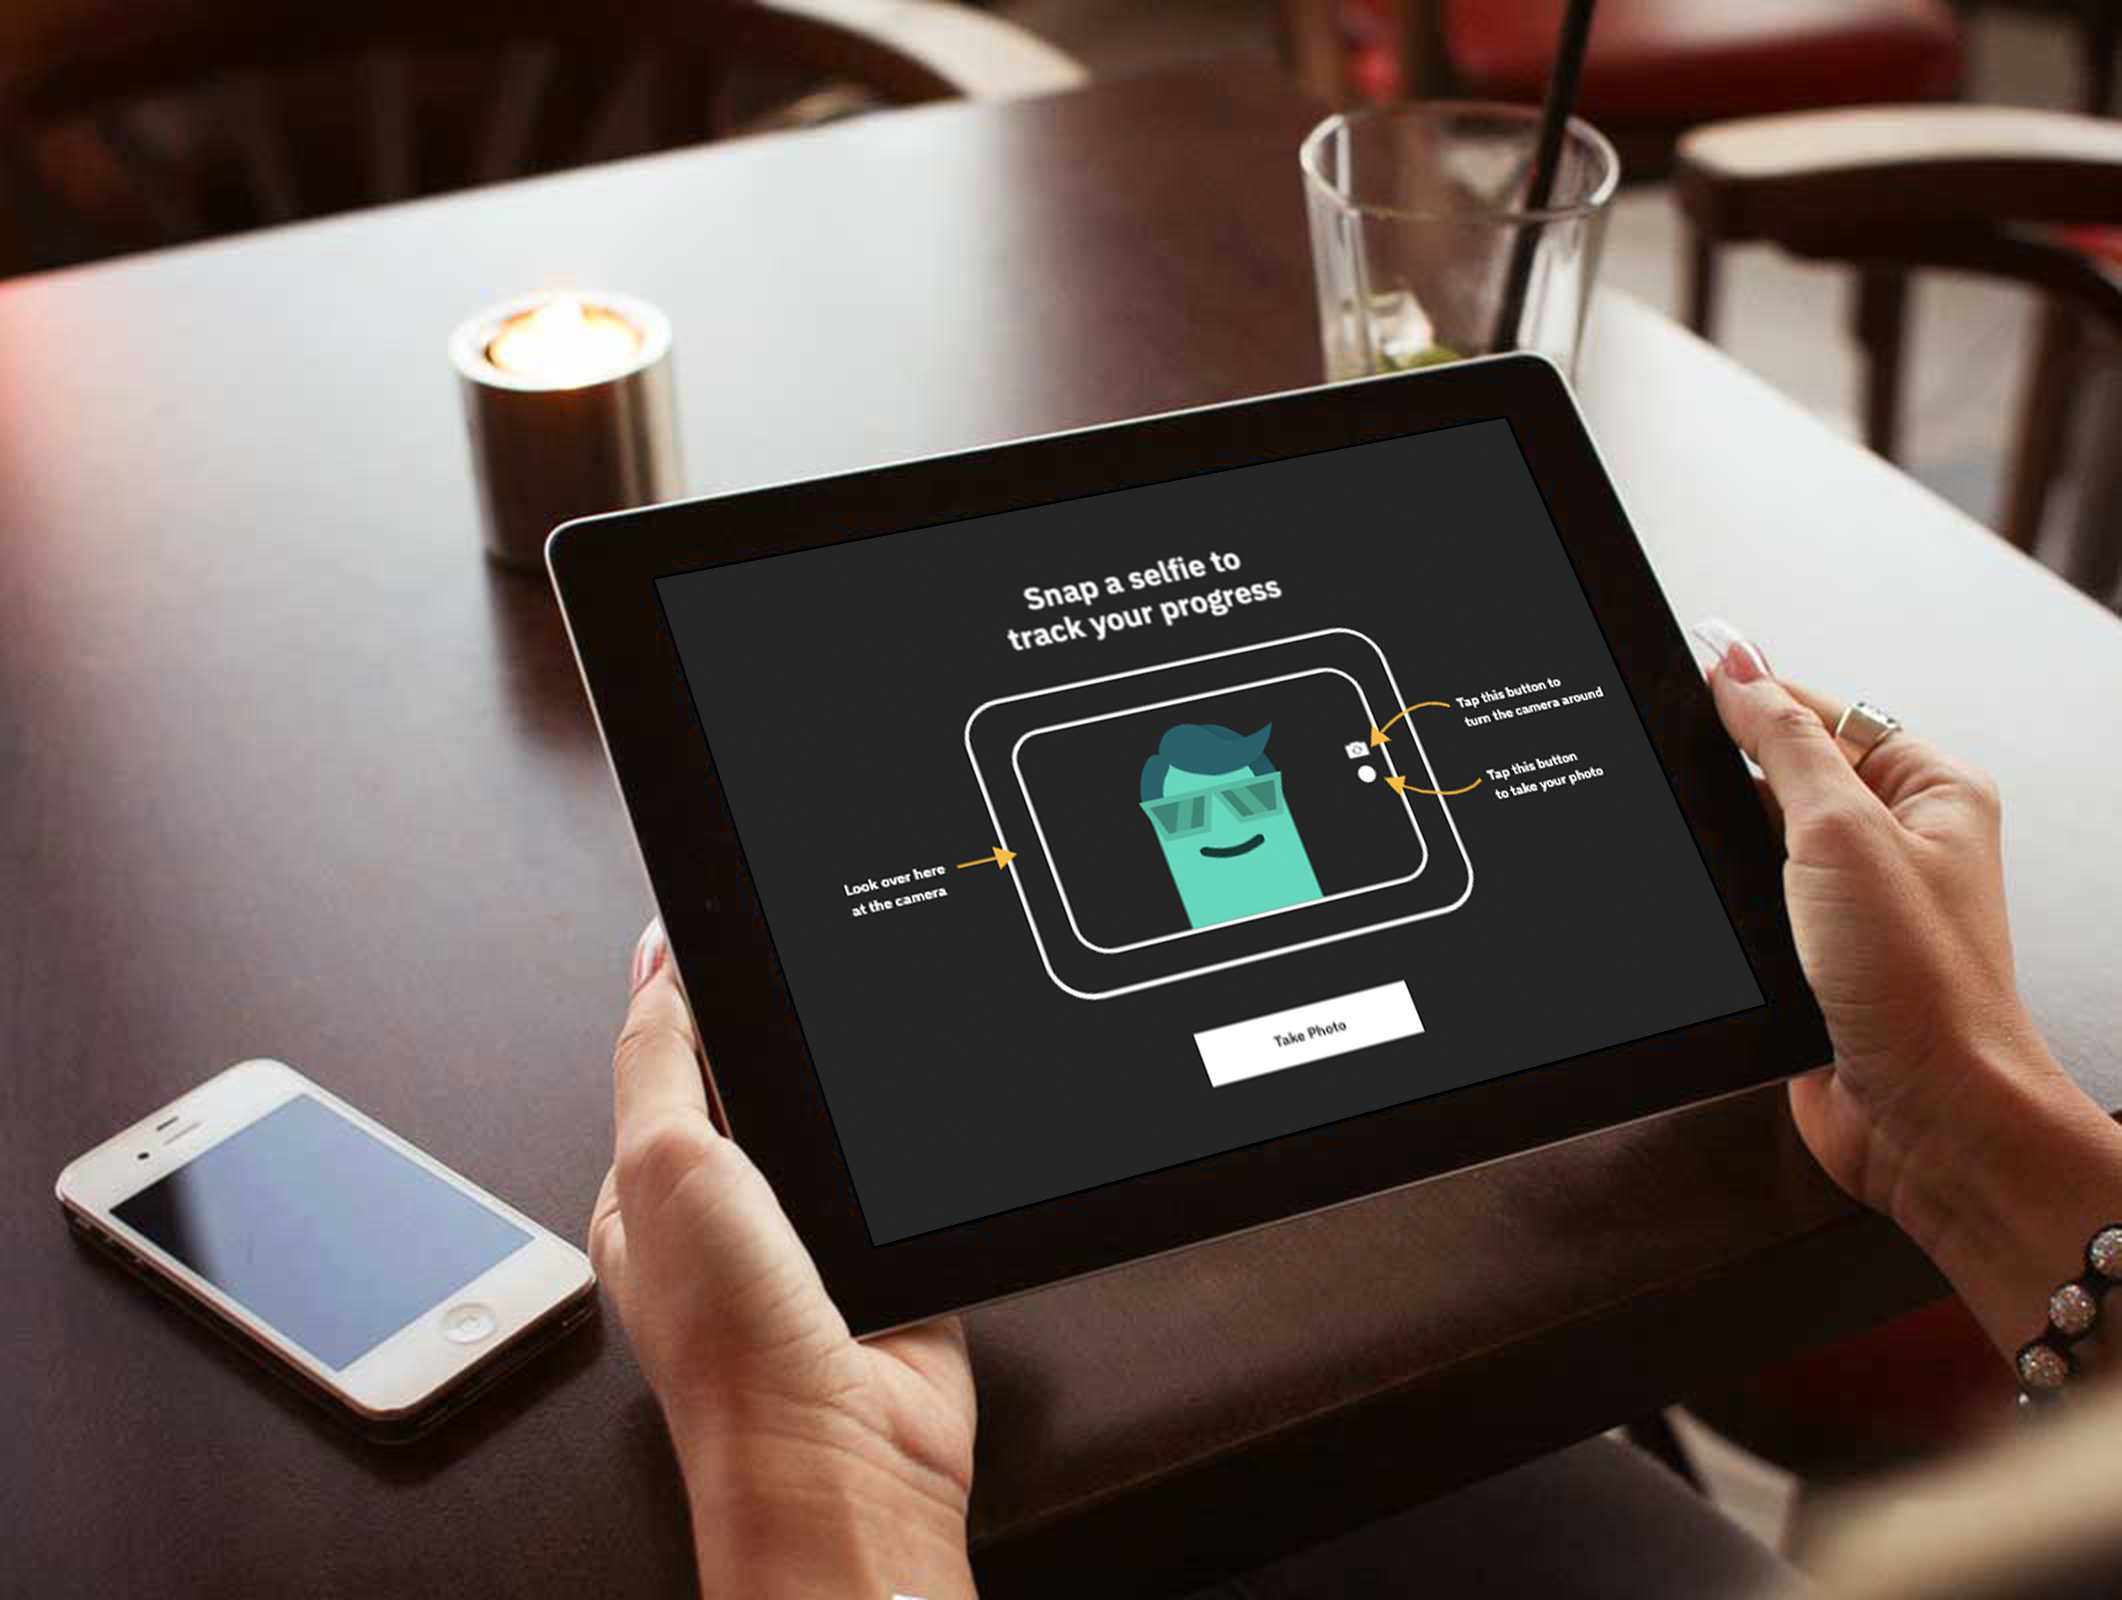 Snap a selfie to
track your progress
Tap this button to
turn the camera around
Tap this button
to take your photo
Look over here
at the camera
Take Photo